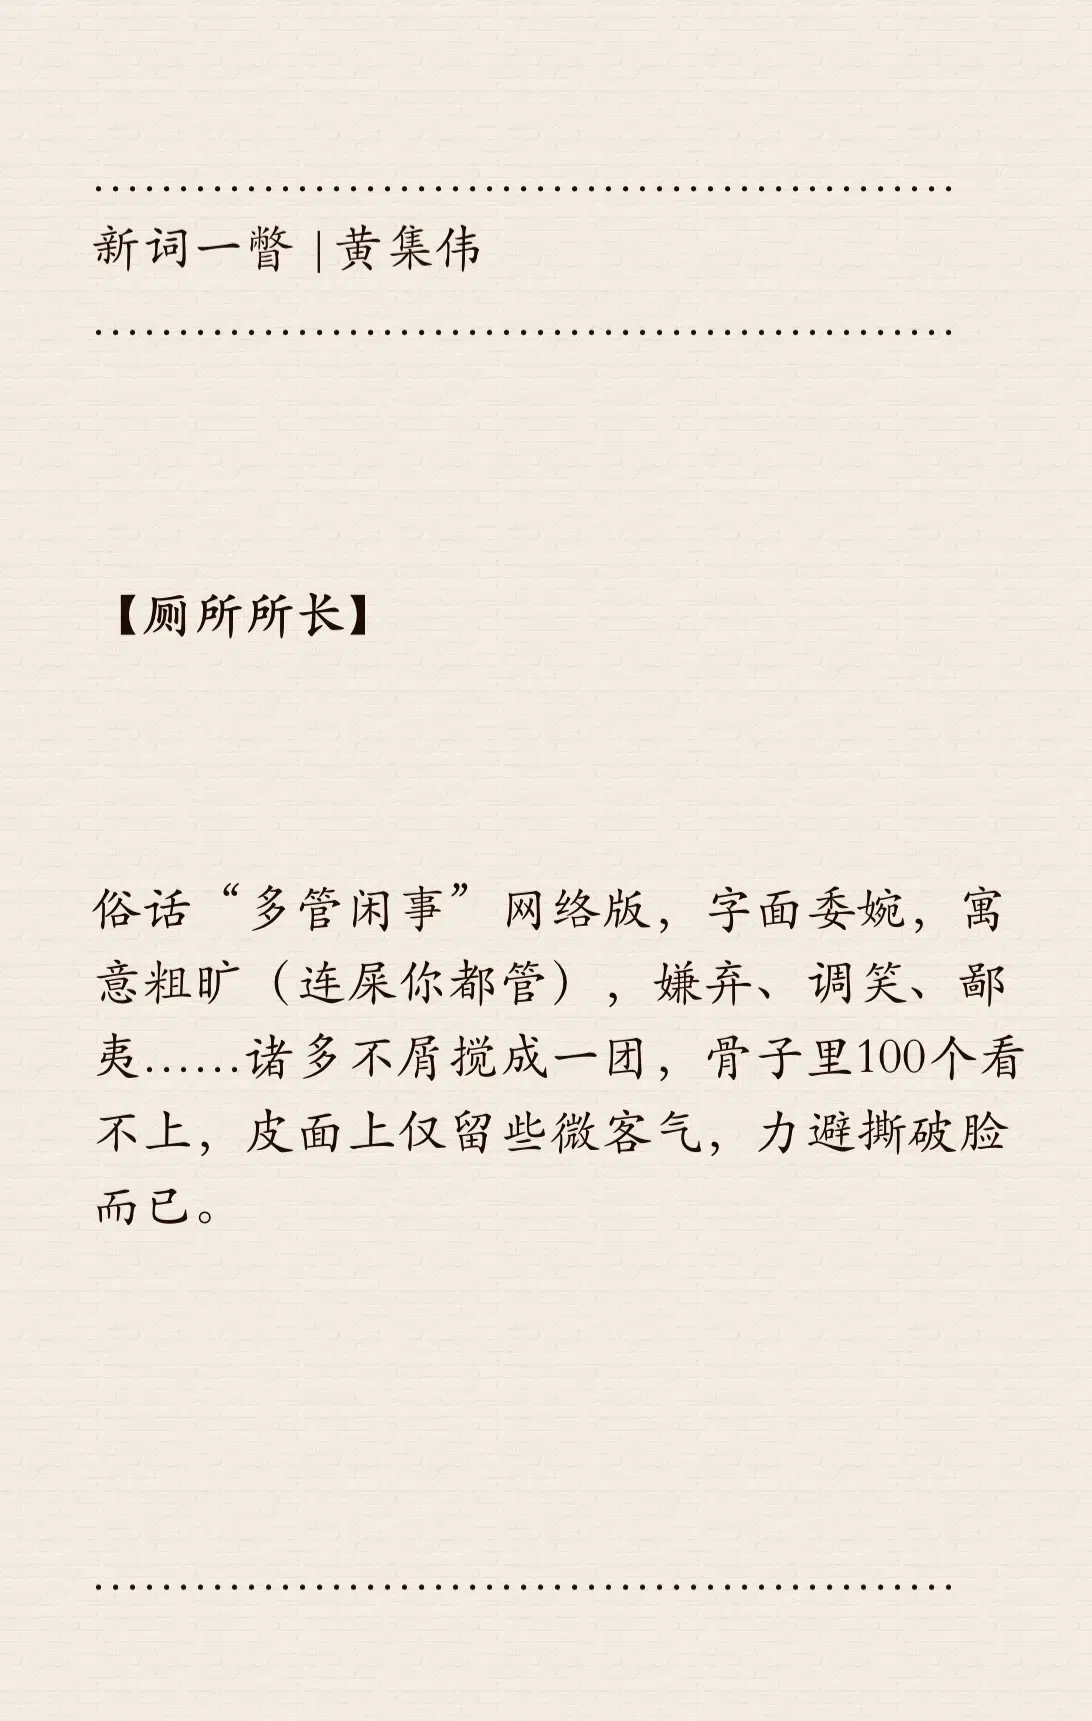 新词一瞥 | 黄集伟
【厕所所长】
俗话“多管闲事”网络版，字面委婉，寓
意粗旷（连屎你都管），嫌弃、调笑、鄙
夷……诸多不屑搅成一团，骨子里100个看
不上，皮面上仅留些微客气，力避撕破脸
而已。